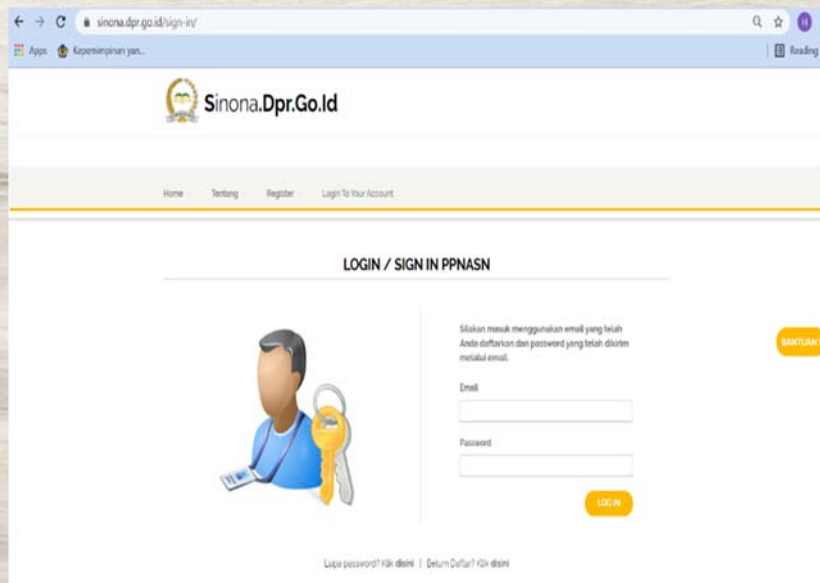 sinona.dpr.go.id/sign-in/
Apps Kepemimpinan yan... Reading
Sinona.Dpr.Go.Id
Home Tentang Register Login To Your Account
LOGIN / SIGN IN PPNASN
Silakan masuk menggunakan email yang telah
Anda daftarkan dan password yang telah dikirim
melalui email.
BANTUAN
Email
Password
LOG IN
Lupa password? Klik disini | Belum Daftar? Klik disini